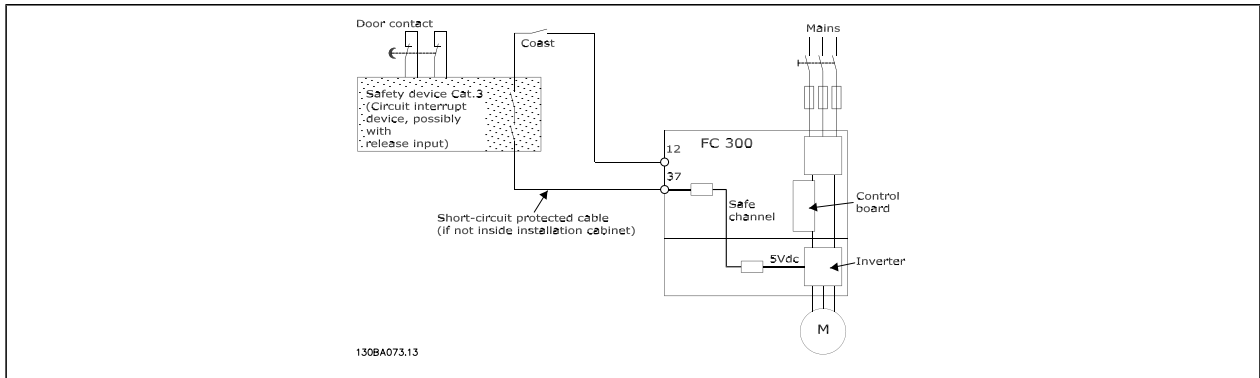 Door contact
Coast
Mains
Safety device Cat.3
(Circuit interrupt
device, possibly
with
release input)
12
FC 300
37
Safe
channel
Control
board
Short-circuit protected cable
(if not inside installation cabinet)
5Vdc
Inverter
M
130BA073.13